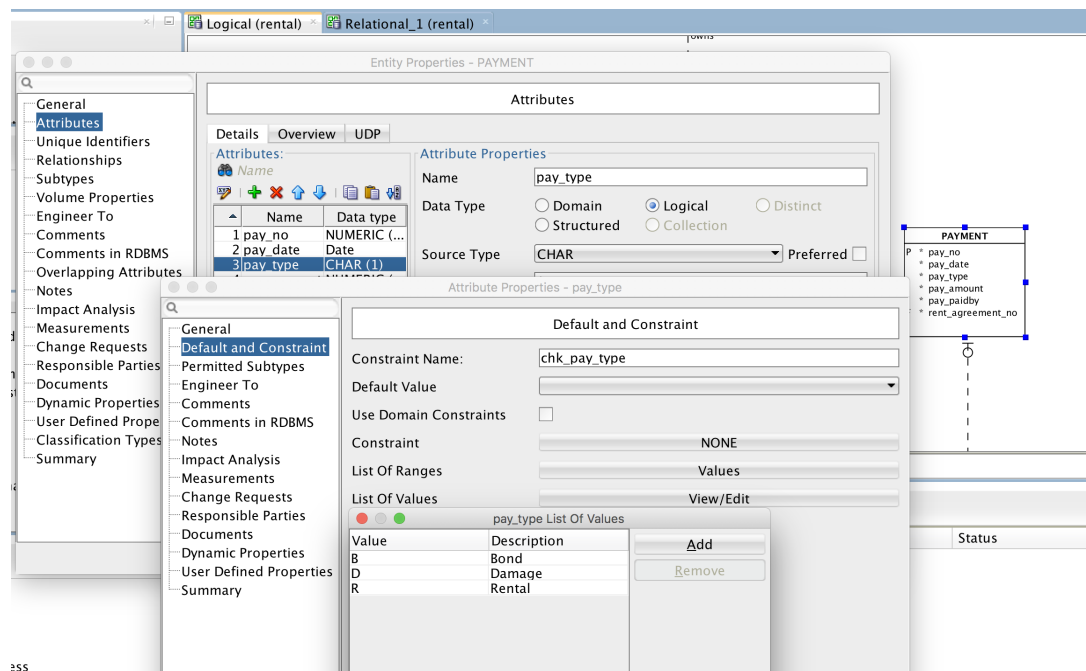 Logical (rental)
Relational_1 (rental)
owns
Entity Properties - PAYMENT
General
Attributes
Unique Identifiers
Relationships
Subtypes
Volume Properties
Engineer To
Comments
Comments in RDBMS
Overlapping Attributes
Notes
Impact Analysis
Measurements
Change Requests
Responsible Parties
Documents
Dynamic Properties
User Defined Prope
Classification Types
Summary
Attributes
Details Overview UDP
Attributes:
Name
Name Data type
1 pay_no NUMERIC (...
2 pay_date Date
3 pay_type CHAR (1)
Attribute Properties
Name pay_type
Data Type Domain Logical Distinct
Structured Collection
Source Type CHAR Preferred
PAYMENT
P * pay_no
* pay_date
* pay_type
* pay_amount
* pay_paidby
* rent_agreement_no
Attribute Properties - pay_type
General
Default and Constraint
Permitted Subtypes
Engineer To
Comments
Comments in RDBMS
Notes
Impact Analysis
Measurements
Change Requests
Responsible Parties
Documents
Dynamic Properties
User Defined Properties
Summary
Default and Constraint
Constraint Name: chk_pay_type
Default Value
Use Domain Constraints
Constraint NONE
List Of Ranges Values
List Of Values View/Edit
pay_type List Of Values
Value Description
B Bond
D Damage
R Rental
Add
Remove
Status
ess